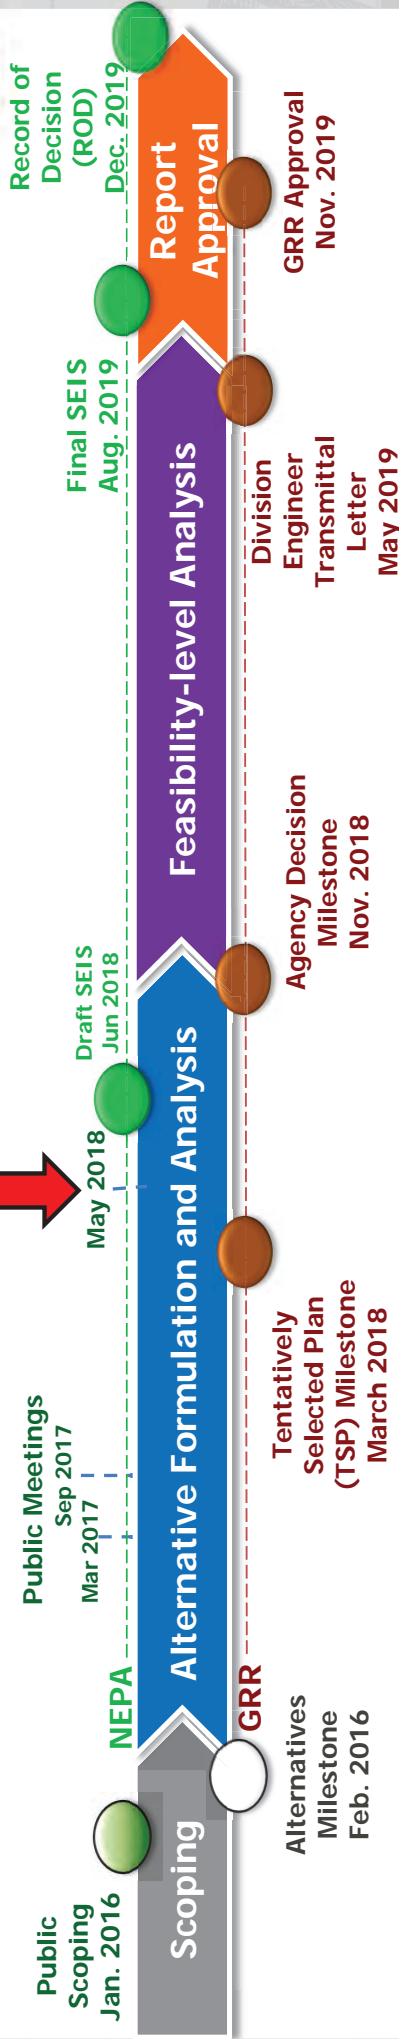 Public
Scoping
Jan. 2016
NEPA
Public Meetings
Sep 2017
Mar 2017
May 2018
Draft SEIS
Jun 2018
Final SEIS
Aug. 2019
Record of
Decision
(ROD)
Dec. 2019
Scoping
Alternative Formulation and Analysis
Feasibility-level Analysis
Report
Approval
Alternatives
Milestone
Feb. 2016
GRR
Tentatively
Selected Plan
(TSP) Milestone
March 2018
Agency Decision
Milestone
Nov. 2018
Division
Engineer
Transmittal
Letter
May 2019
GRR Approval
Nov. 2019